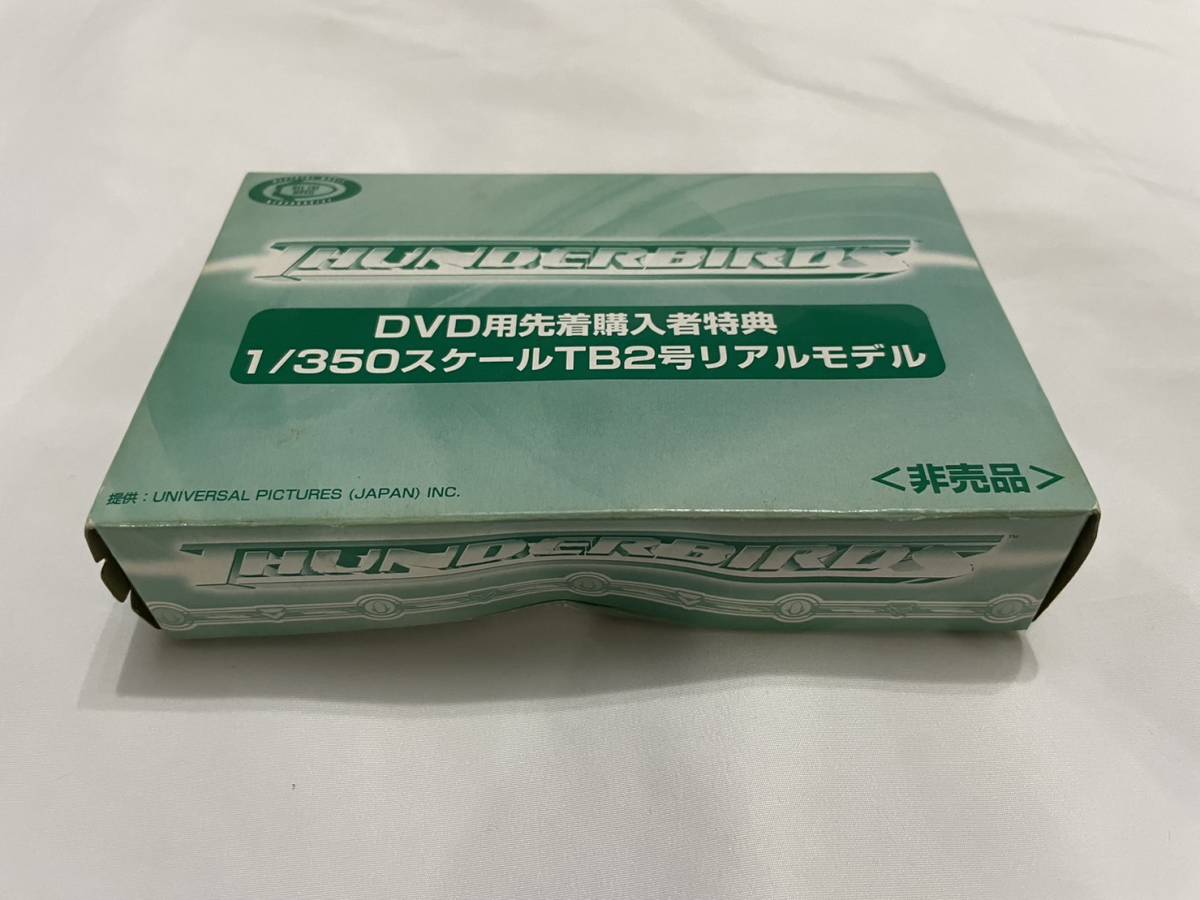 THUNDERBIRDS
DVD用先着購入者特典
1/350スケールTB2号リアルモデル
<非売品>
提供：UNIVERSAL PICTURES (JAPAN) INC.
THUNDERBIRDS™